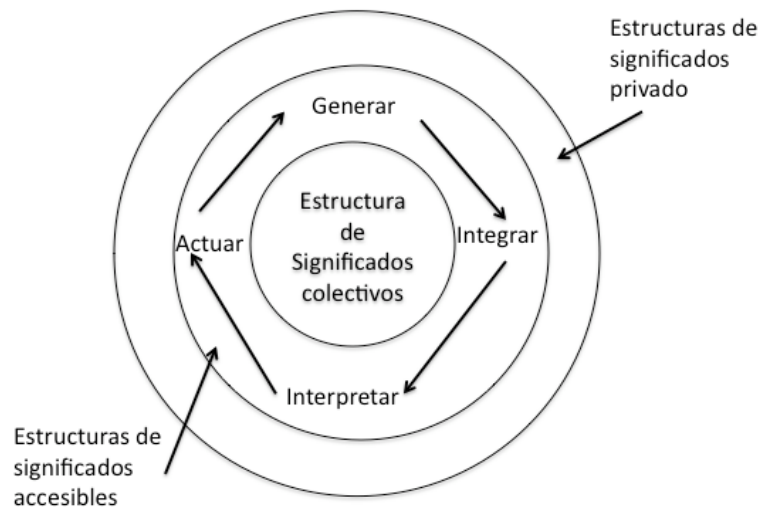 Estructuras de
significados
privado
Generar
Estructura
de
Significados
colectivos
Actuar
Integrar
Interpretar
Estructuras de
significados
accesibles